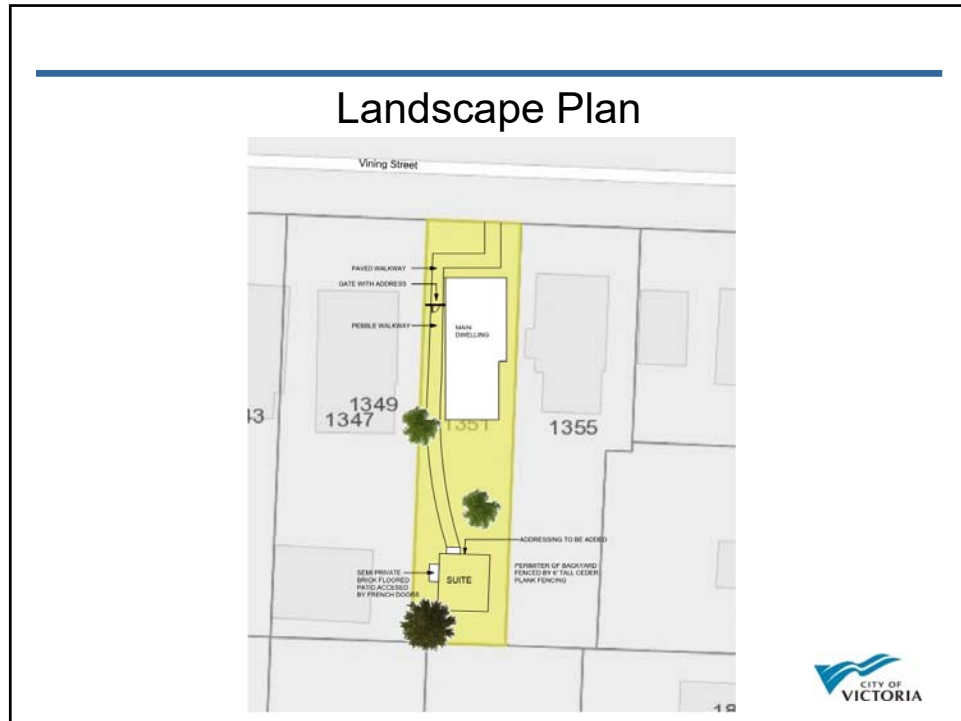 Landscape Plan
Vining Street
PAVED WALKWAY
GATE WITH ADDRESS
PEBBLE WALKWAY
MAIN
DWELLING
1349
1347
1351
1355
ADDRESSING TO BE ADDED
PERIMITER OF BACKYARD
FENCED BY 6' TALL CEDER
PLANK FENCING
SEMI PRIVATE
BRICK FLOORED
PATIO ACCESED
BY FRENCH DOORS
SUITE
CITY OF
VICTORIA